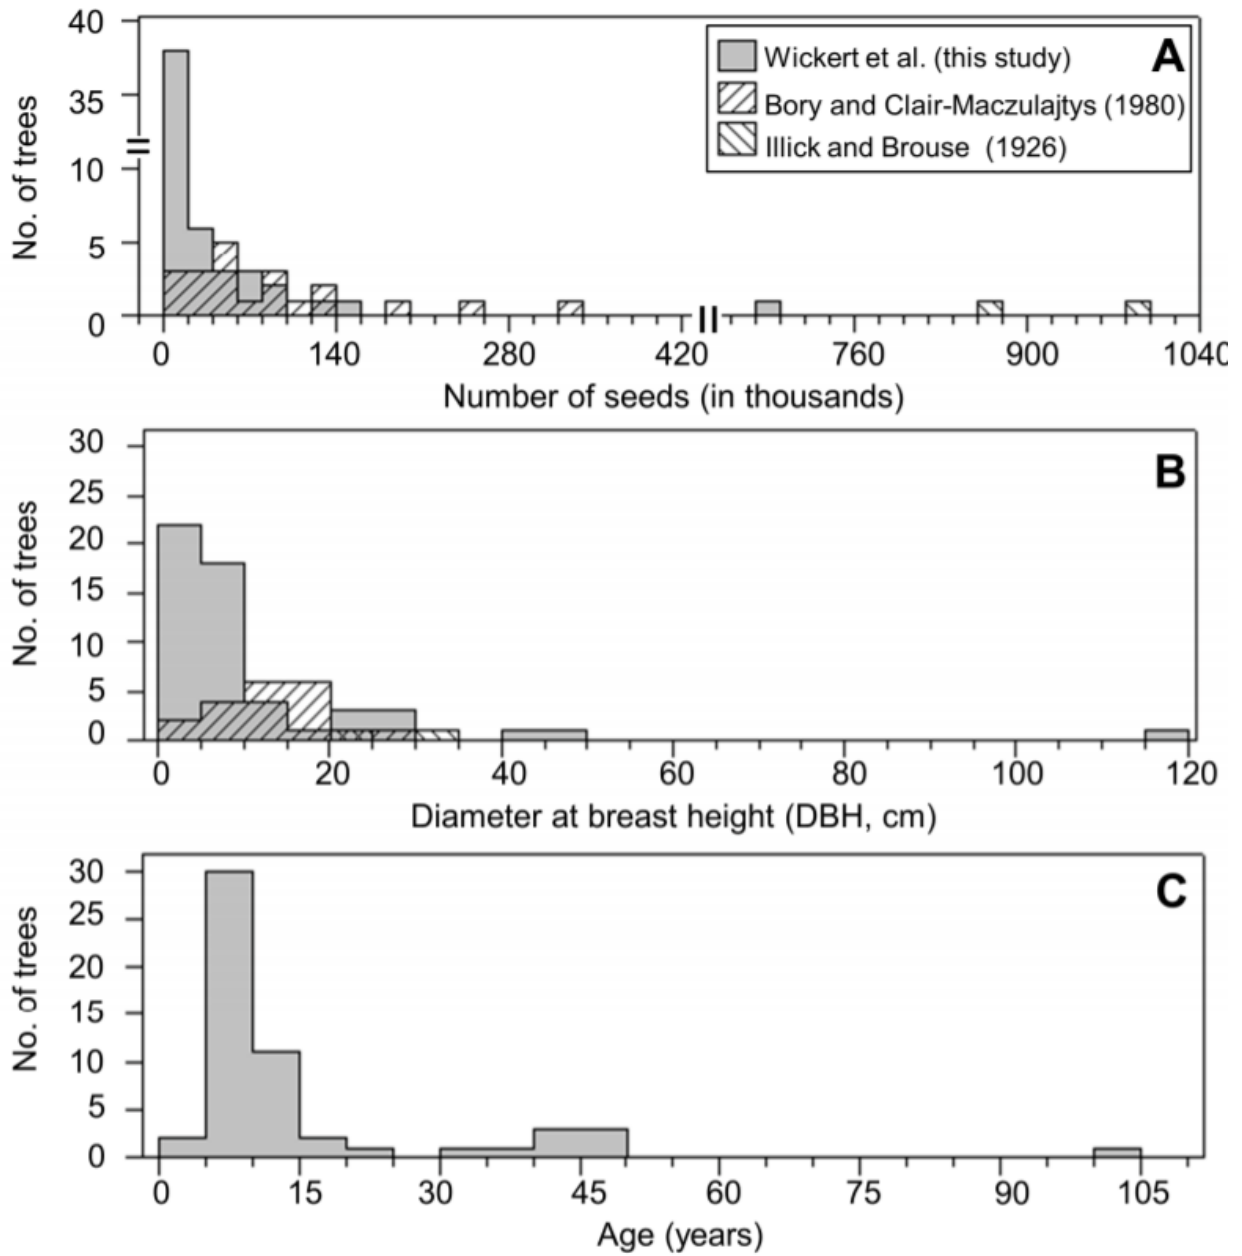 40
35
10
5
0
No. of trees
A
Wickert et al. (this study)
Bory and Clair-Maczulajtys (1980)
Illick and Brouse (1926)
0 140 280 420 760 900 1040
Number of seeds (in thousands)
30
25
20
15
10
5
0
No. of trees
B
0 20 40 60 80 100 120
Diameter at breast height (DBH, cm)
30
25
20
15
10
5
0
No. of trees
C
0 15 30 45 60 75 90 105
Age (years)